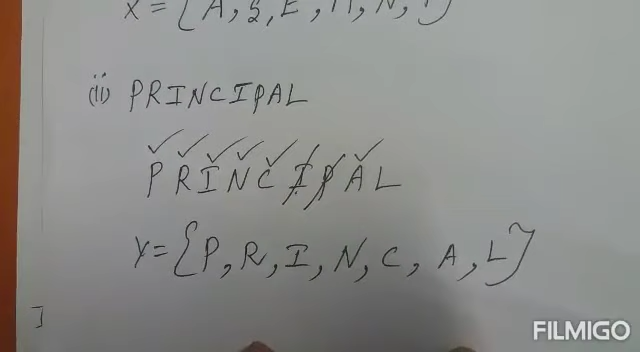 X = {A, S, E, M, N, T}
(ii) PRINCIPAL
PRINCIPAL
Y = {P, R, I, N, C, A, L}
FILMIGO